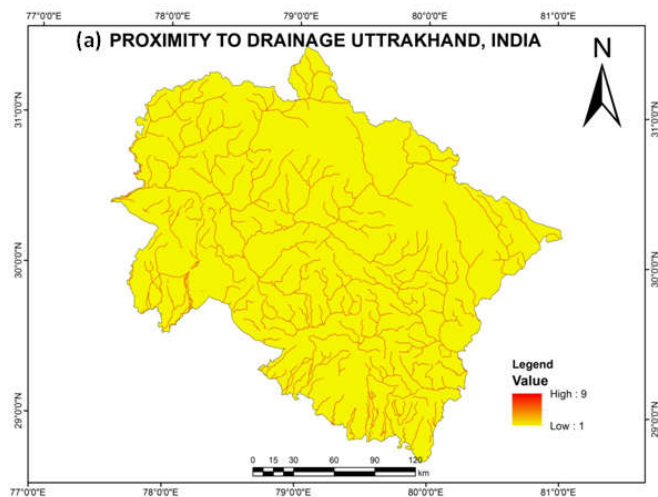 77°0'0"E 78°0'0"E 79°0'0"E 80°0'0"E 81°0'0"E
(a) PROXIMITY TO DRAINAGE UTTRAKHAND, INDIA
N
31°0'0"N 31°0'0"N
30°0'0"N 30°0'0"N
29°0'0"N 29°0'0"N
Legend
Value
High : 9
Low : 1
0 15 30 60 90 120
km
77°0'0"E 78°0'0"E 79°0'0"E 80°0'0"E 81°0'0"E